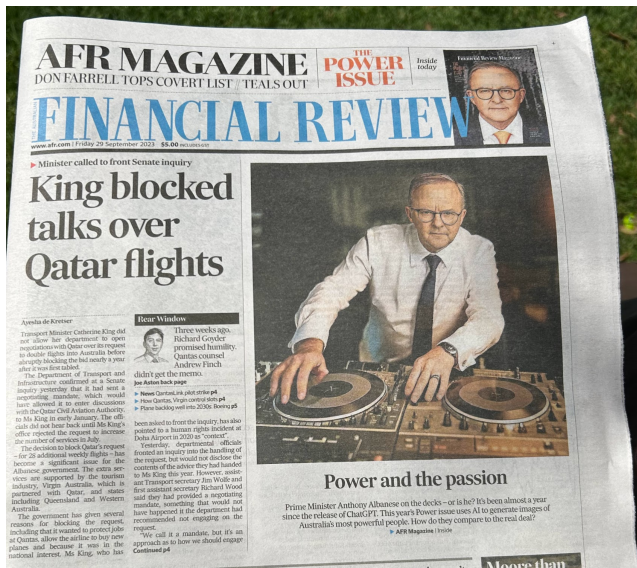 AFR MAGAZINE
DON FARRELL TOPS COVERT LIST / TEALS OUT
THE
POWER
ISSUE
Inside
today
Financial Review Magazine
FINANCIAL REVIEW
www.afr.com | Friday 29 September 2023 $5.00
Minister called to front Senate inquiry
King blocked
talks over
Qatar flights
Ayesha de Kretser
Transport Minister Catherine King did
not allow her department to open
negotiations with Qatar over its request
to double flights into Australia before
abruptly blocking the bid nearly a year
after it was first tabled.
The Department of Transport and
Infrastructure confirmed at a Senate
inquiry yesterday that it had sent a
negotiating mandate, which would
have allowed it to enter discussions
with the Qatar Civil Aviation Authority,
to Ms King in early January. The offi-
cials did not hear back until Ms King's
office rejected the request to increase
the number of services in July.
The decision to block Qatar's request
– for 28 additional weekly flights – has
become a significant issue for the
Albanese government. The extra ser-
vices are supported by the tourism
industry, Virgin Australia, which is
partnered with Qatar, and states
including Queensland and Western
Australia.
The government has given several
reasons for blocking the request,
including that it wanted to protect jobs
at Qantas, allow the airline to buy new
planes and because it was in the
national interest. Ms King, who has
Rear Window
Three weeks ago,
Richard Goyder
promised humility.
Qantas counsel
Andrew Finch
didn't get the memo.
Joe Aston back page
News QantasLink pilot strike p4
How Qantas, Virgin control slots p4
Plane backlog well into 2030s: Boeing p5
been asked to front the inquiry, has also
pointed to a human rights incident at
Doha Airport in 2020 as "context".
Yesterday, departmental officials
fronted an inquiry into the handling of
the request, but would not disclose the
contents of the advice they had handed
to Ms King this year. However, assist-
ant Transport secretary Jim Wolfe and
first assistant secretary Richard Wood
said they had provided a negotiating
mandate, something that would not
have happened if the department had
recommended not engaging on the
request.
"We call it a mandate, but it's an
approach as to how we should engage
Continued p4
Power and the passion
Prime Minister Anthony Albanese on the decks – or is he? It's been almost a year
since the release of ChatGPT. This year's Power issue uses AI to generate images of
Australia's most powerful people. How do they compare to the real deal?
AFR Magazine | Inside
Moore than